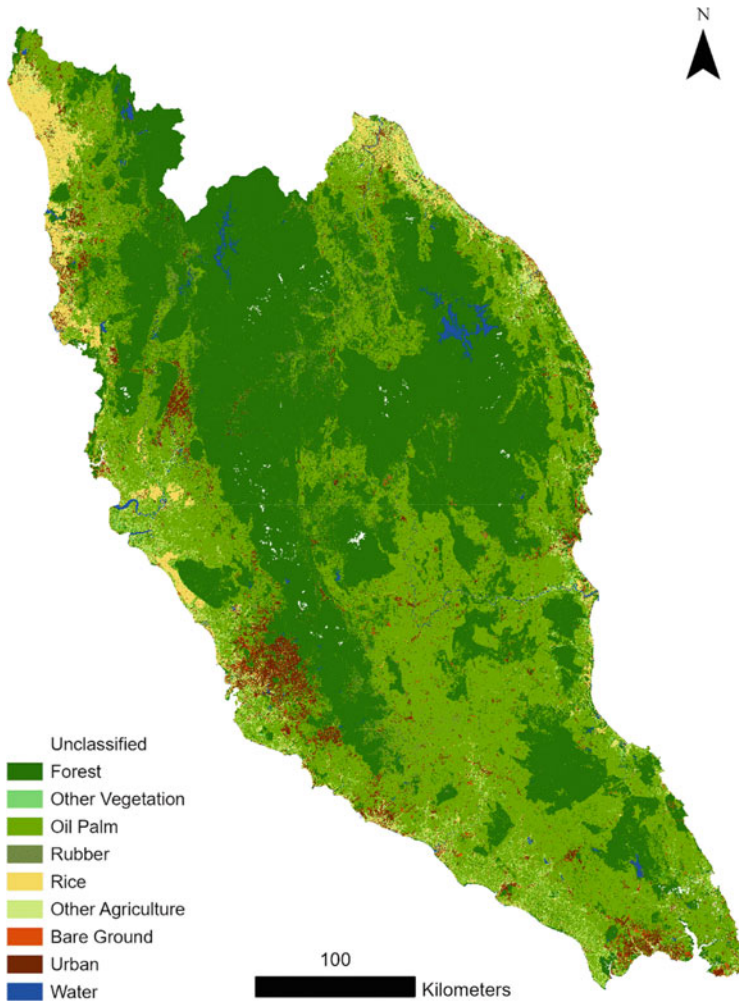 N
Unclassified
Forest
Other Vegetation
Oil Palm
Rubber
Rice
Other Agriculture
Bare Ground
Urban
Water
100
Kilometers